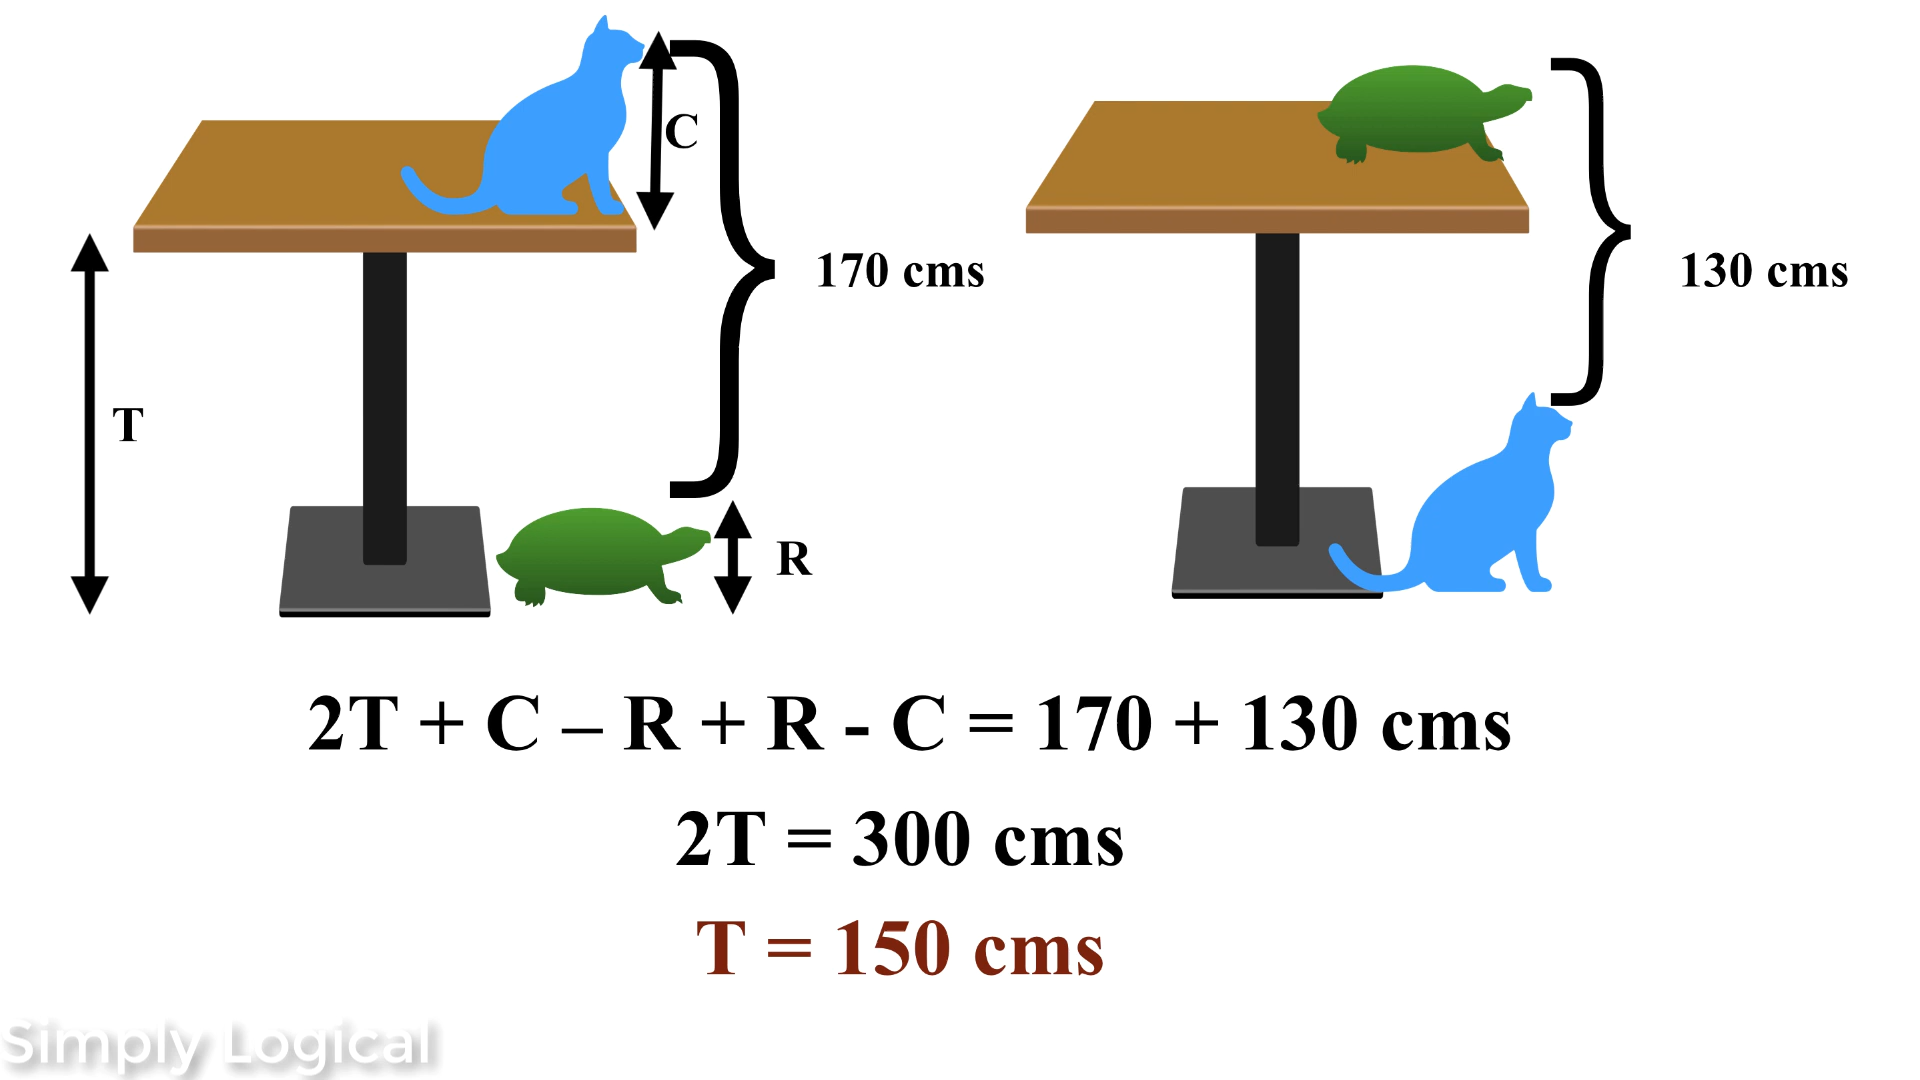 C
170 cms
130 cms
T
R
2T + C – R + R - C = 170 + 130 cms
2T = 300 cms
T = 150 cms
Simply Logical